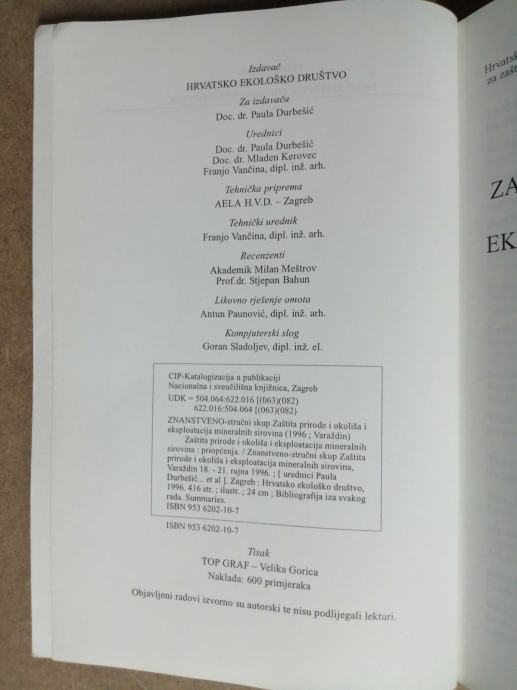 Izdavač
HRVATSKO EKOLOŠKO DRUŠTVO
Za izdavača
Doc. dr. Paula Durbešić
Urednici
Doc. dr. Paula Durbešić
Doc. dr. Mladen Kerovec
Franjo Vančina, dipl. inž. arh.
Tehnička priprema
AELA H.V.D. – Zagreb
Tehnički urednik
Franjo Vančina, dipl. inž. arh.
Recenzenti
Akademik Milan Meštrov
Prof.dr. Stjepan Bahun
Likovno rješenje omota
Antun Paunović, dipl. inž. arh.
Kompjuterski slog
Goran Sladoljev, dipl. inž. el.
CIP-Katalogizacija u publikaciji
Nacionalna i sveučilišna knjižnica, Zagreb
UDK = 504.064:622.016 [(063)(082)
622.016:504.064 [(063)(082)
ZNANSTVENO-stručni skup Zaštita prirode i okoliša i
eksploatacija mineralnih sirovina (1996 ; Varaždin)
Zaštita prirode i okoliša i eksploatacija mineralnih
sirovina : priopćenja. / Znanstveno-stručni skup Zaštita
prirode i okoliša i eksploatacija mineralnih sirovina,
Varaždin 18. - 21. rujna 1996. ; [ urednici Paula
Durbešić... et al ]. Zagreb : Hrvatsko ekološko društvo,
1996. 416 str. ; ilustr. ; 24 cm ; Bibliografija iza svakog
rada. Summaries.
ISBN 953 6202-10-7
ISBN 953 6202-10-7
Tisak
TOP GRAF – Velika Gorica
Naklada: 600 primjeraka
Objavljeni radovi izvorno su autorski te nisu podlijegali lekturi.
Hrvatsk
za zašt
ZA
EK